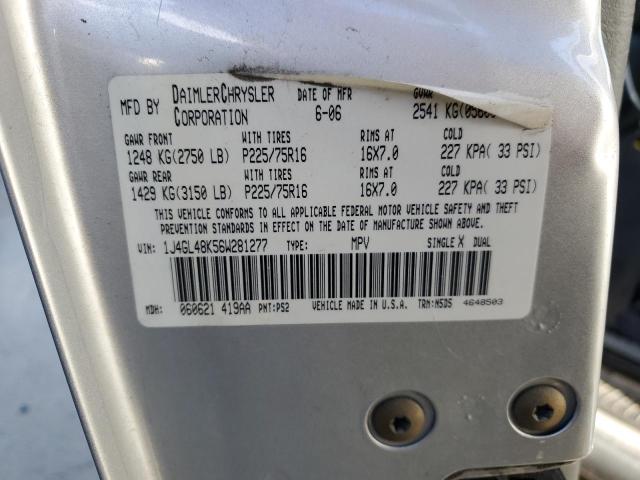 MFD BY DAIMLERCHRYSLER CORPORATION DATE OF MFR 6-06 GVWR 2541 KG
GAWR FRONT WITH TIRES RIMS AT COLD
1248 KG(2750 LB) P225/75R16 16X7.0 227 KPA( 33 PSI)
GAWR REAR WITH TIRES RIMS AT COLD
1429 KG(3150 LB) P225/75R16 16X7.0 227 KPA( 33 PSI)
THIS VEHICLE CONFORMS TO ALL APPLICABLE FEDERAL MOTOR VEHICLE SAFETY AND THEFT
PREVENTION STANDARDS IN EFFECT ON THE DATE OF MANUFACTURE SHOWN ABOVE.
VIN: 1J4GL48K56W281277 TYPE: MPV SINGLE X DUAL
MDH: 060621 419AA PNT:PS2 VEHICLE MADE IN U.S.A. TRM:N5DS 4648503